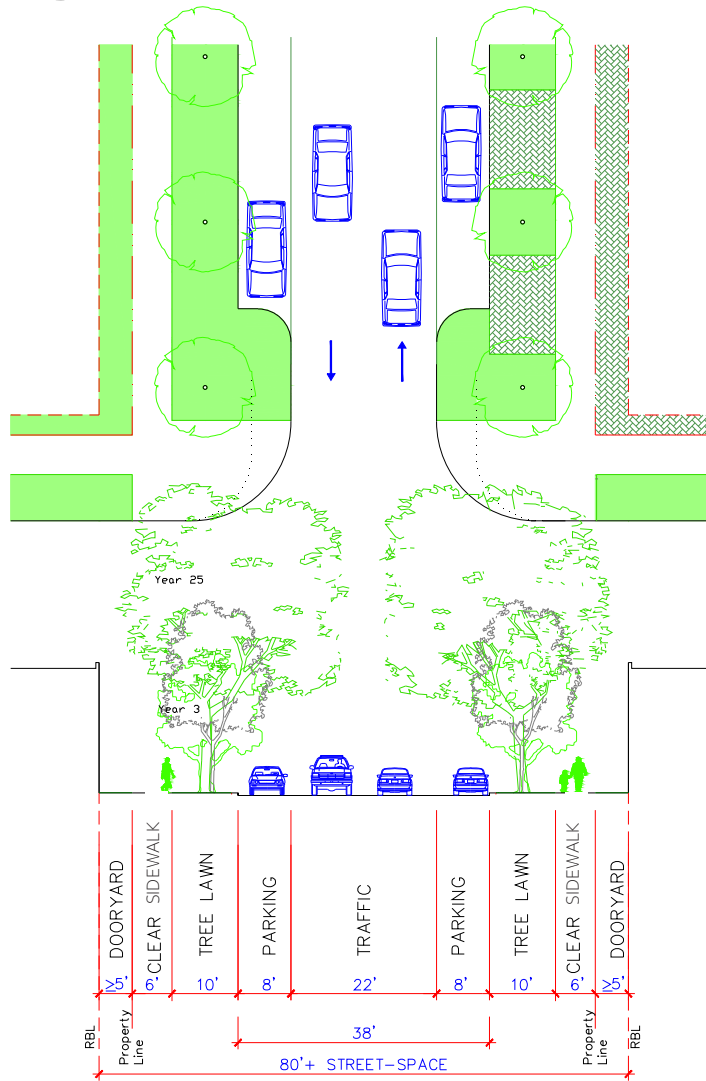 Year 25
Year 3
DOORYARD
CLEAR SIDEWALK
TREE LAWN
PARKING
TRAFFIC
PARKING
TREE LAWN
CLEAR SIDEWALK
DOORYARD
≥5' 6' 10' 8' 22' 8' 10' 6' ≥5'
RBL
Property
Line
38'
Property
Line
RBL
80'+ STREET-SPACE